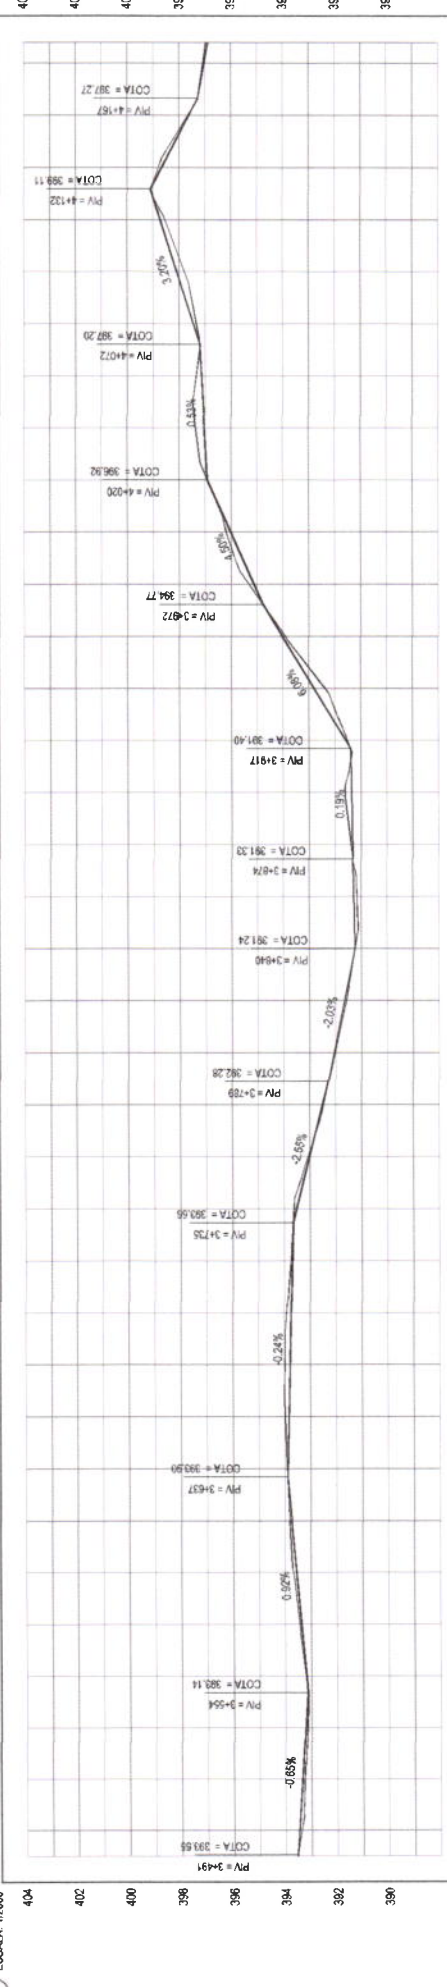 404
402
400
398
396
394
392
390
PIV = 3+491
COTA = 393.55
-0.65%
PIV = 3+554
COTA = 393.14
0.92%
PIV = 3+637
COTA = 393.90
-0.24%
PIV = 3+735
COTA = 393.66
-2.55%
PIV = 3+789
COTA = 392.28
-2.03%
PIV = 3+840
COTA = 391.24
PIV = 3+874
COTA = 391.33
0.19%
PIV = 3+917
COTA = 391.40
6.08%
PIV = 3+972
COTA = 394.77
4.50%
PIV = 4+020
COTA = 396.92
0.53%
PIV = 4+072
COTA = 397.20
3.20%
PIV = 4+132
COTA = 399.11
PIV = 4+167
COTA = 397.27